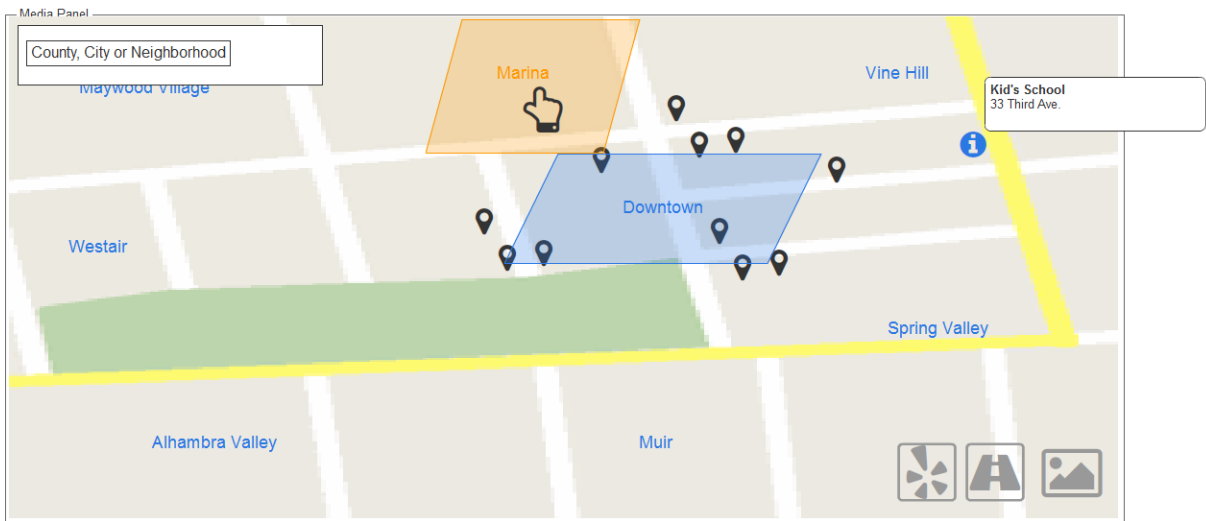 Media Panel
County, City or Neighborhood
Maywood Village
Marina
Vine Hill
Kid's School
33 Third Ave.
Downtown
Westair
Spring Valley
Alhambra Valley
Muir